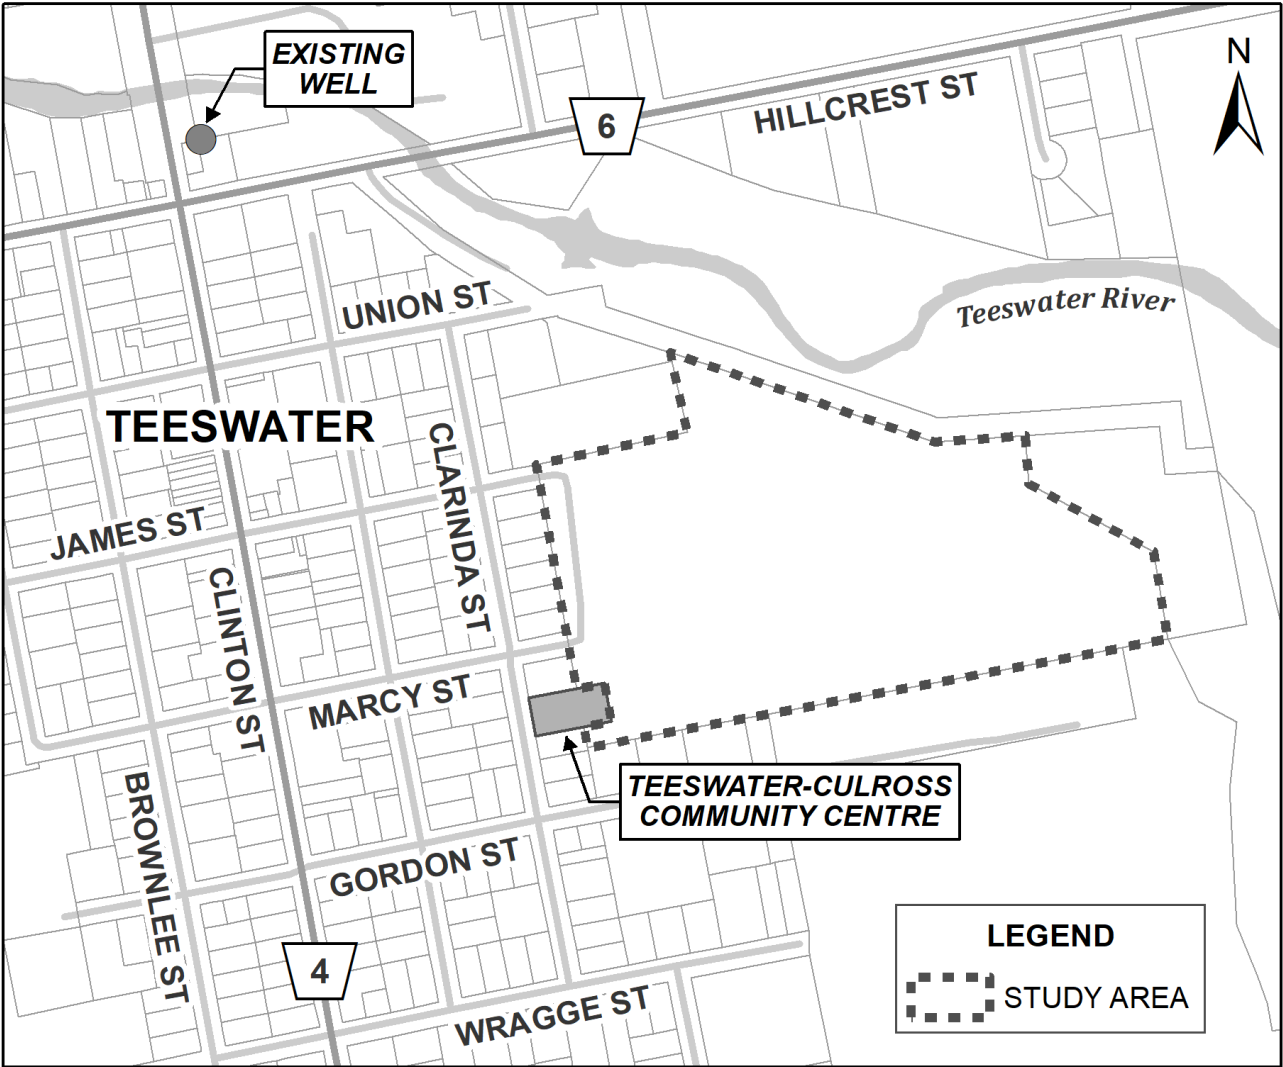 EXISTING
WELL
N
6
HILLCREST ST
UNION ST
Teeswater River
TEESWATER
CLARINDA ST
JAMES ST
CLINTON ST
MARCY ST
TEESWATER-CULROSS
COMMUNITY CENTRE
BROWNLEE ST
GORDON ST
4
WRAGGE ST
LEGEND
STUDY AREA